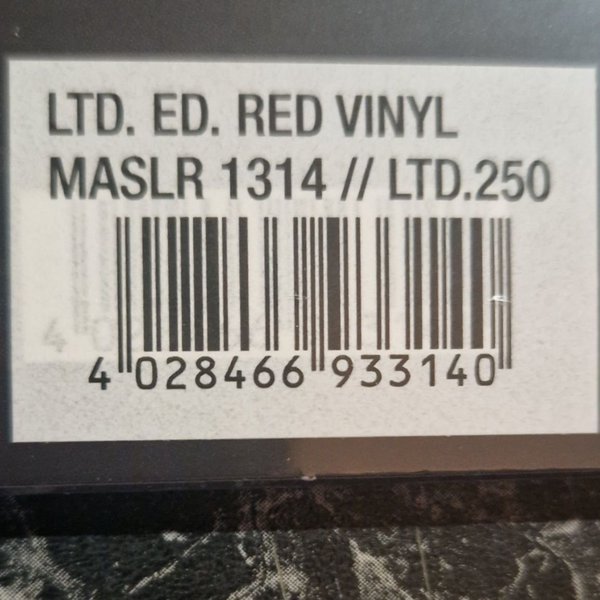 LTD. ED. RED VINYL
MASLR 1314 // LTD.250
4 028466 933140